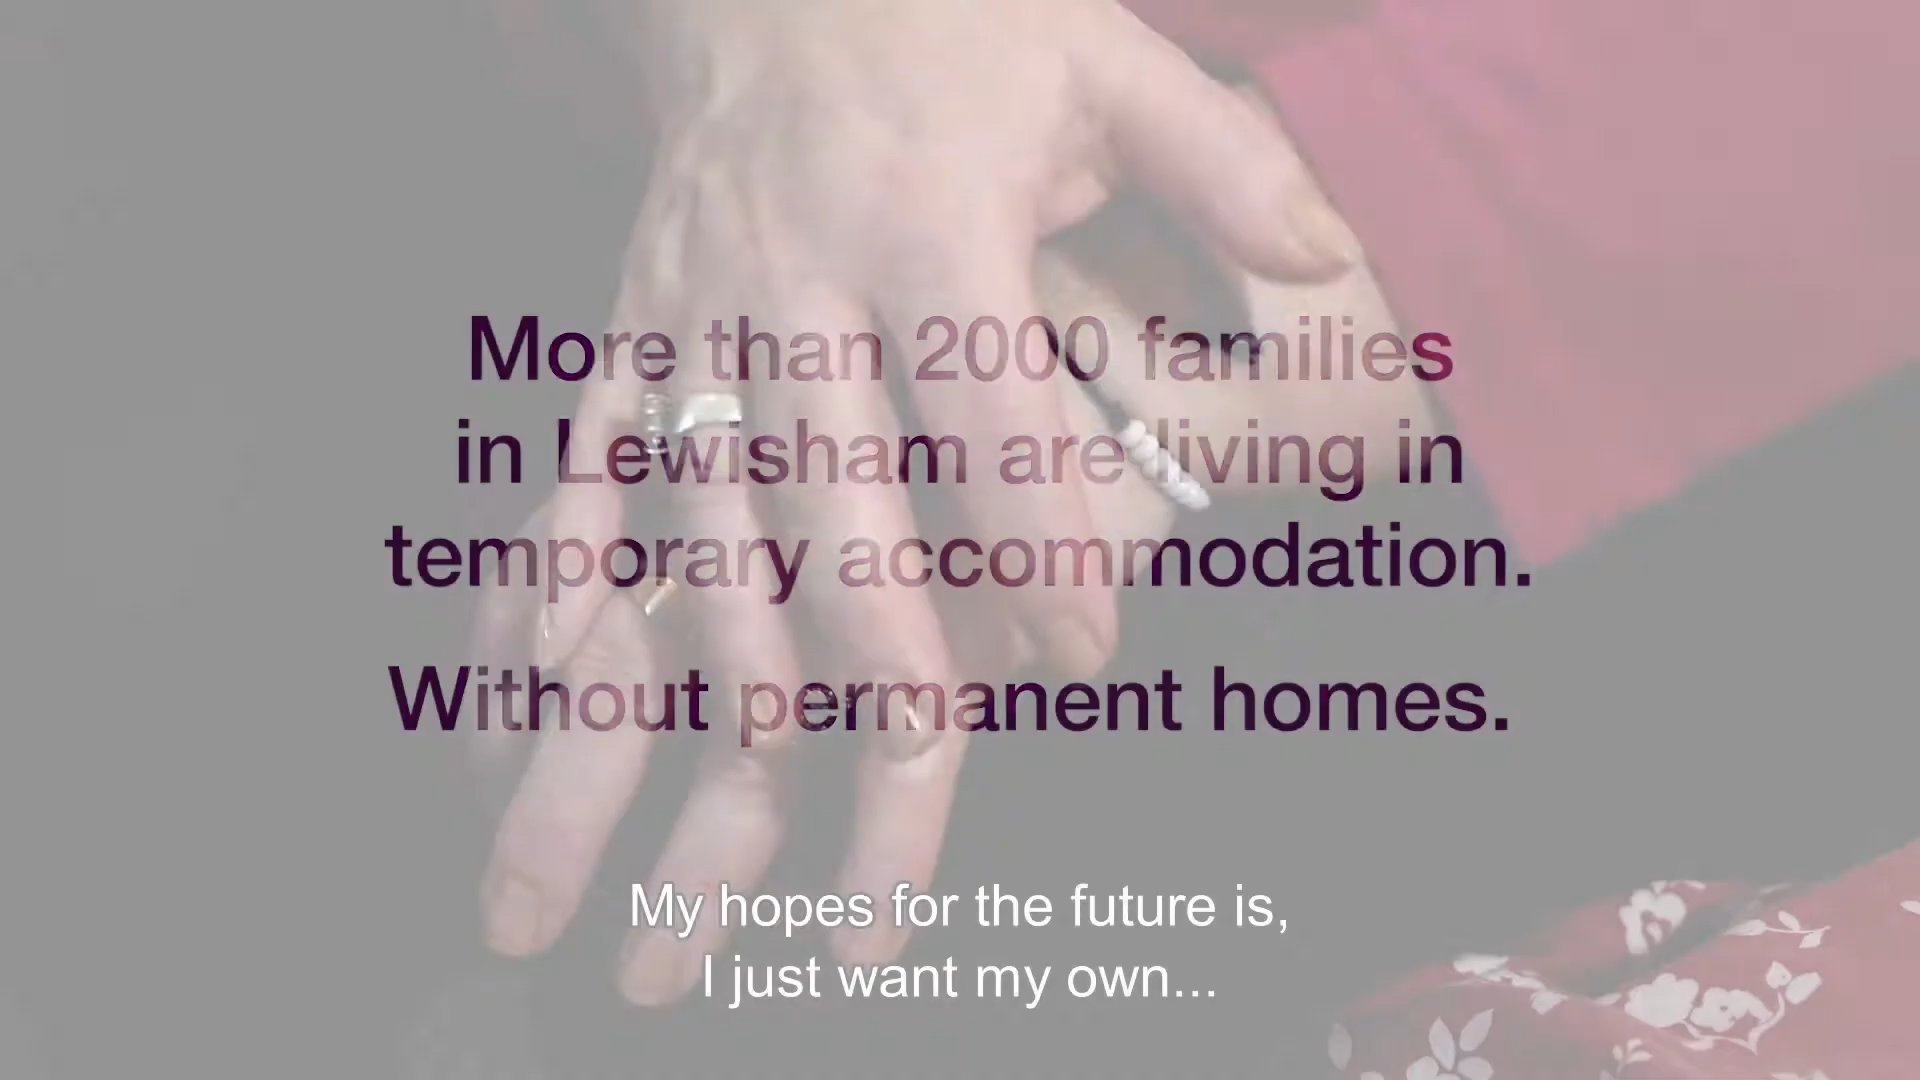 More than 2000 families
in Lewisham are living in
temporary accommodation.
Without permanent homes.
My hopes for the future is,
I just want my own...